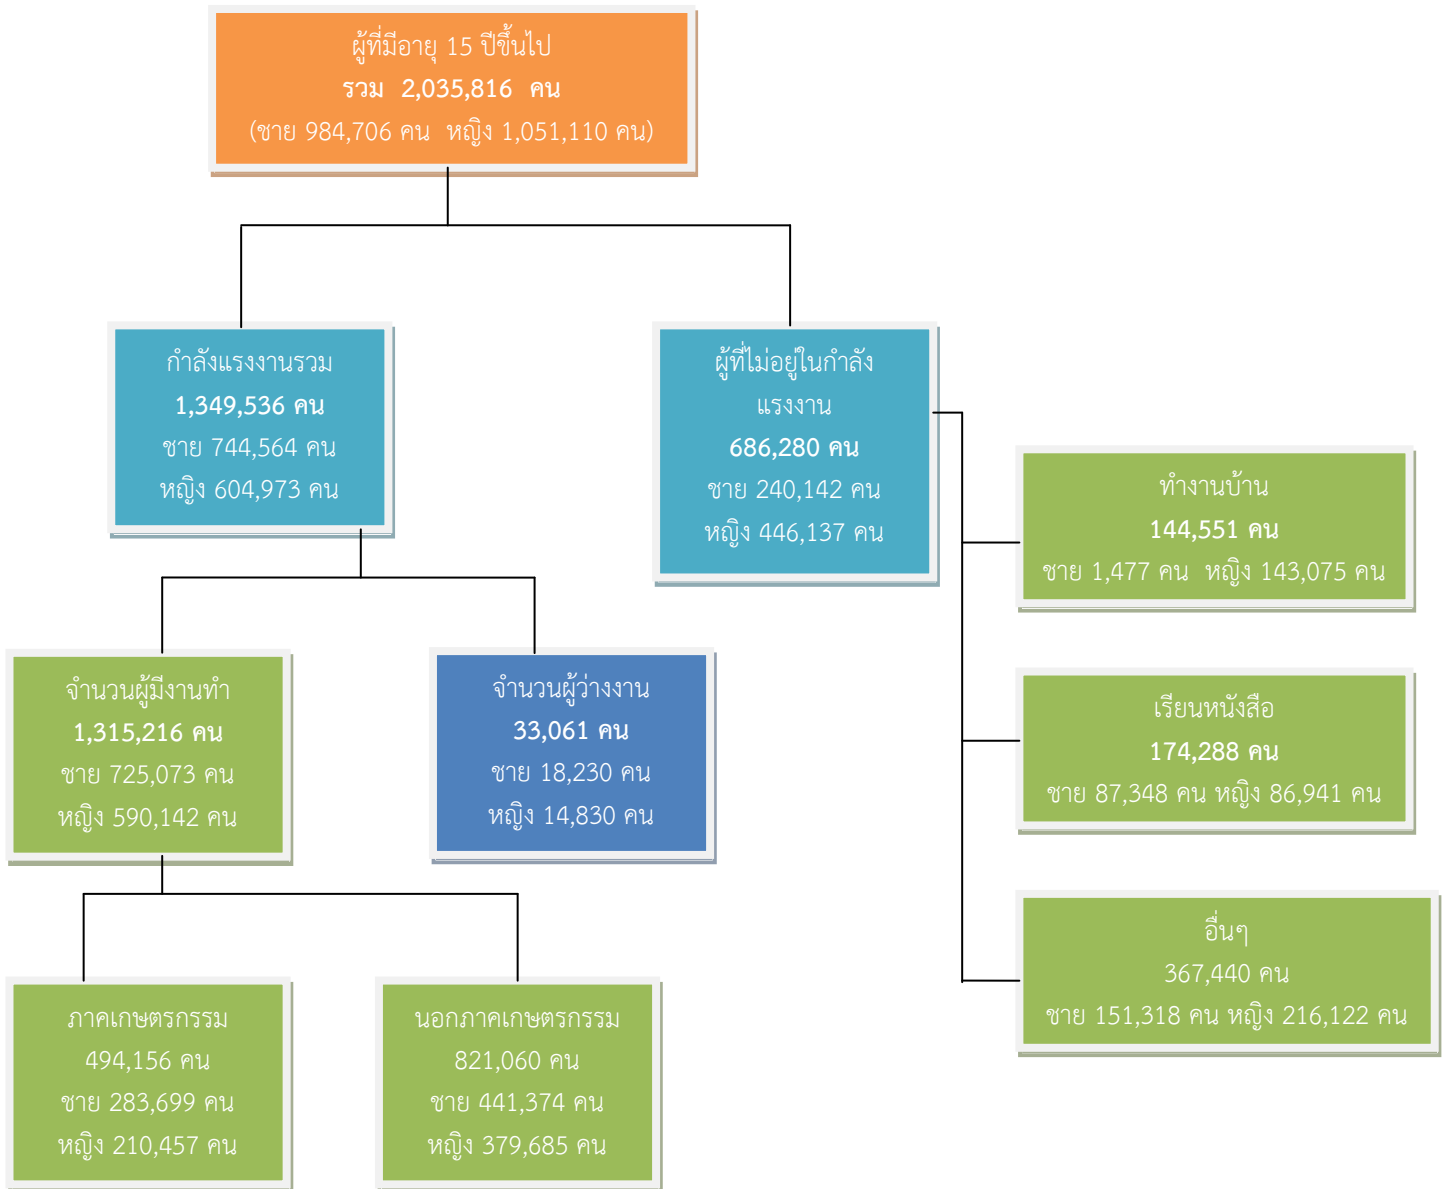 ผู้ที่มีอายุ 15 ปีขึ้นไป
รวม 2,035,816 คน
(ชาย 984,706 คน หญิง 1,051,110 คน)
กำลังแรงงานรวม
1,349,536 คน
ชาย 744,564 คน
หญิง 604,973 คน
ผู้ที่ไม่อยู่ในกำลัง
แรงงาน
686,280 คน
ชาย 240,142 คน
หญิง 446,137 คน
ทำงานบ้าน
144,551 คน
ชาย 1,477 คน หญิง 143,075 คน
จำนวนผู้มีงานทำ
1,315,216 คน
ชาย 725,073 คน
หญิง 590,142 คน
จำนวนผู้ว่างงาน
33,061 คน
ชาย 18,230 คน
หญิง 14,830 คน
เรียนหนังสือ
174,288 คน
ชาย 87,348 คน หญิง 86,941 คน
อื่นๆ
367,440 คน
ชาย 151,318 คน หญิง 216,122 คน
ภาคเกษตรกรรม
494,156 คน
ชาย 283,699 คน
หญิง 210,457 คน
นอกภาคเกษตรกรรม
821,060 คน
ชาย 441,374 คน
หญิง 379,685 คน